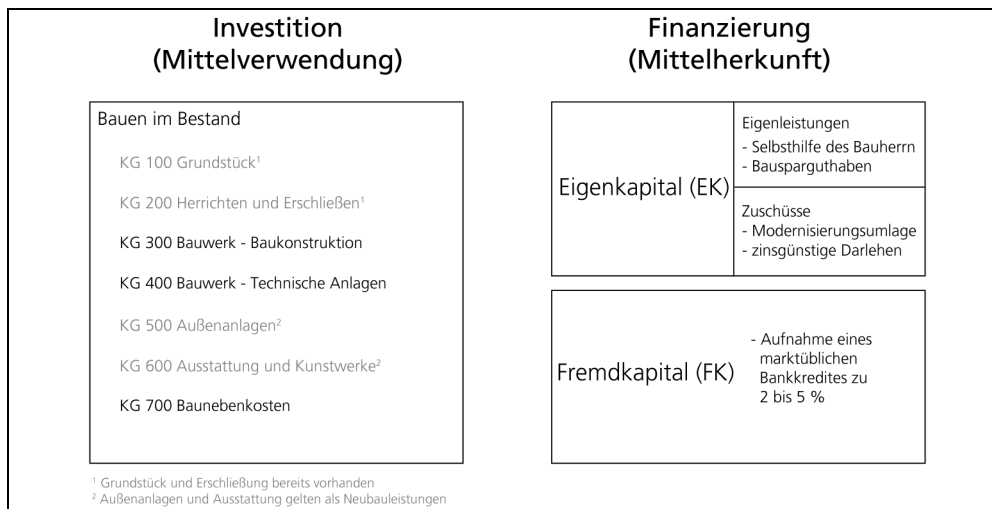 Investition
(Mittelverwendung)
Bauen im Bestand
KG 100 Grundstück¹
KG 200 Herrichten und Erschließen¹
KG 300 Bauwerk - Baukonstruktion
KG 400 Bauwerk - Technische Anlagen
KG 500 Außenanlagen²
KG 600 Ausstattung und Kunstwerke²
KG 700 Baunebenkosten
¹ Grundstück und Erschließung bereits vorhanden
² Außenanlagen und Ausstattung gelten als Neubauleistungen
Finanzierung
(Mittelherkunft)
Eigenkapital (EK)
Eigenleistungen
- Selbsthilfe des Bauherrn
- Bausparguthaben
Zuschüsse
- Modernisierungsumlage
- zinsgünstige Darlehen
Fremdkapital (FK)
- Aufnahme eines
marktüblichen
Bankkredites zu
2 bis 5 %